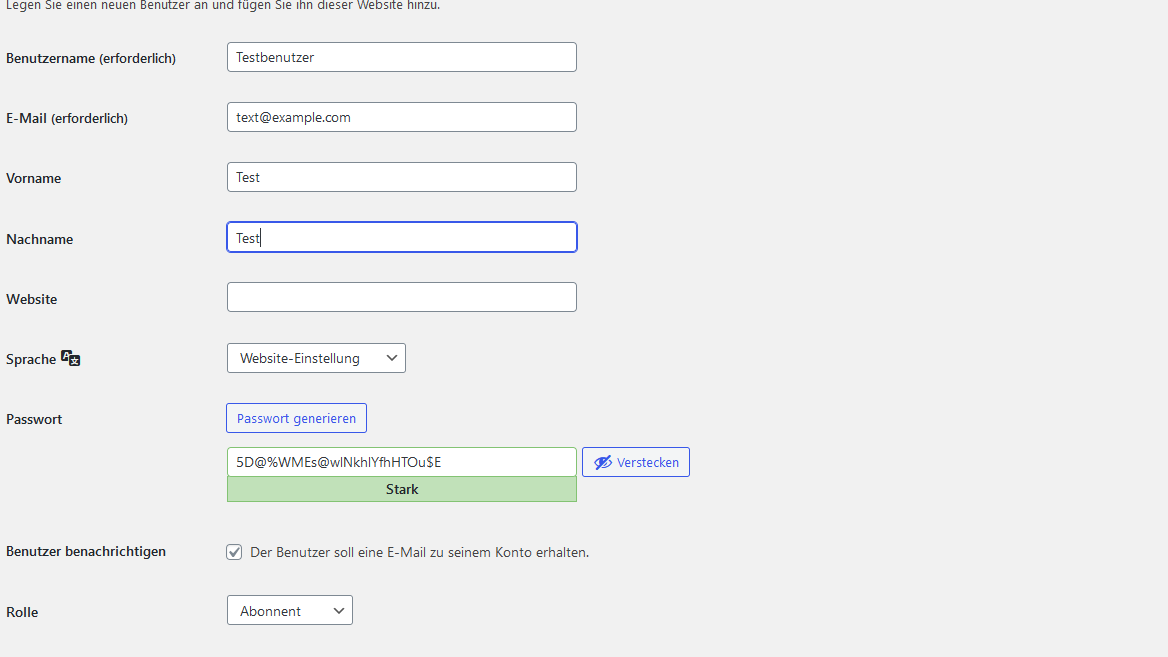 Legen Sie einen neuen Benutzer an und fügen Sie ihn dieser Website hinzu.
Benutzername (erforderlich) Testbenutzer
E-Mail (erforderlich) text@example.com
Vorname Test
Nachname Test
Website
Sprache Website-Einstellung
Passwort Passwort generieren
5D@%WMEs@wlNkhlYfhHTOu$E Verstecken
Stark
Benutzer benachrichtigen Der Benutzer soll eine E-Mail zu seinem Konto erhalten.
Rolle Abonnent